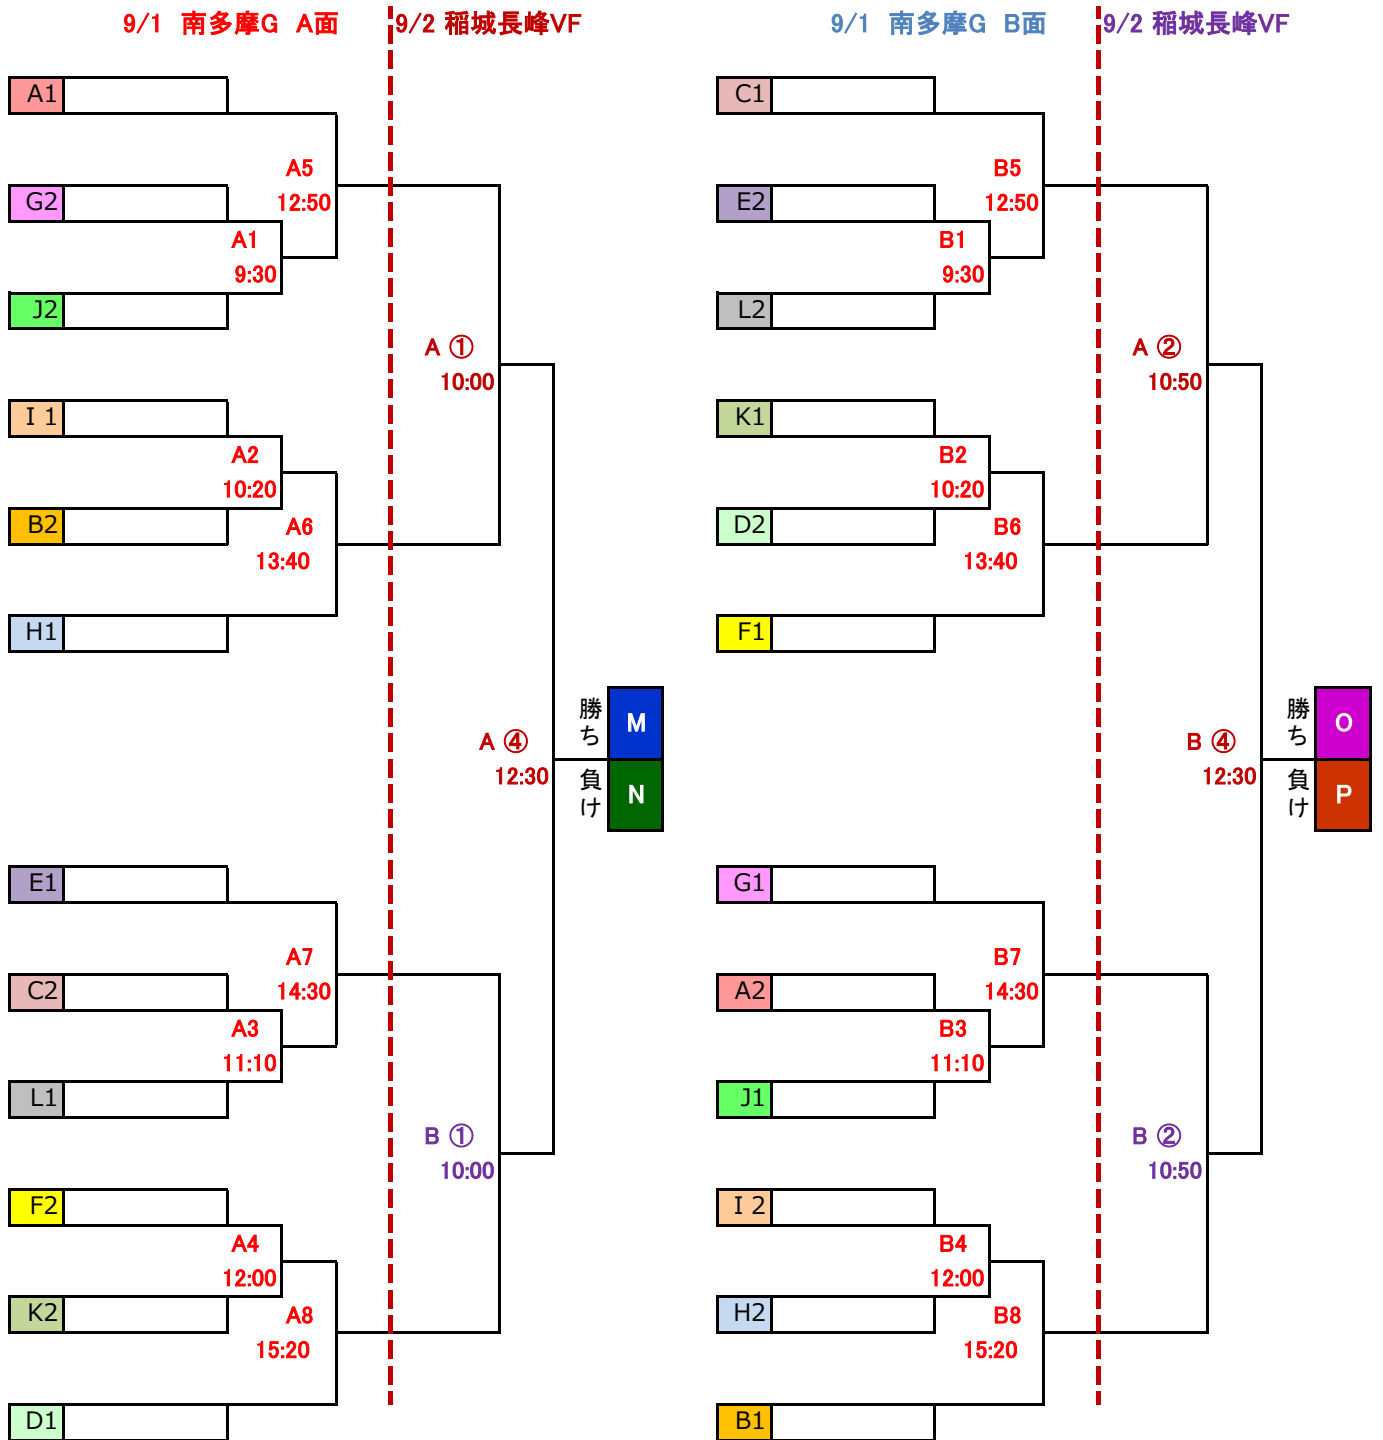 9/1 南多摩G A面
9/2 稲城長峰VF
A1
A5
12:50
G2
A1
9:30
J2
A ①
10:00
I 1
A2
10:20
B2
A6
13:40
H1
勝ち
M
A ④
12:30
負け
N
E1
A7
14:30
C2
A3
11:10
L1
B ①
10:00
F2
A4
12:00
K2
A8
15:20
D1
9/1 南多摩G B面
9/2 稲城長峰VF
C1
B5
12:50
E2
B1
9:30
L2
A ②
10:50
K1
B2
10:20
D2
B6
13:40
F1
勝ち
O
B ④
12:30
負け
P
G1
B7
14:30
A2
B3
11:10
J1
B ②
10:50
I 2
B4
12:00
H2
B8
15:20
B1